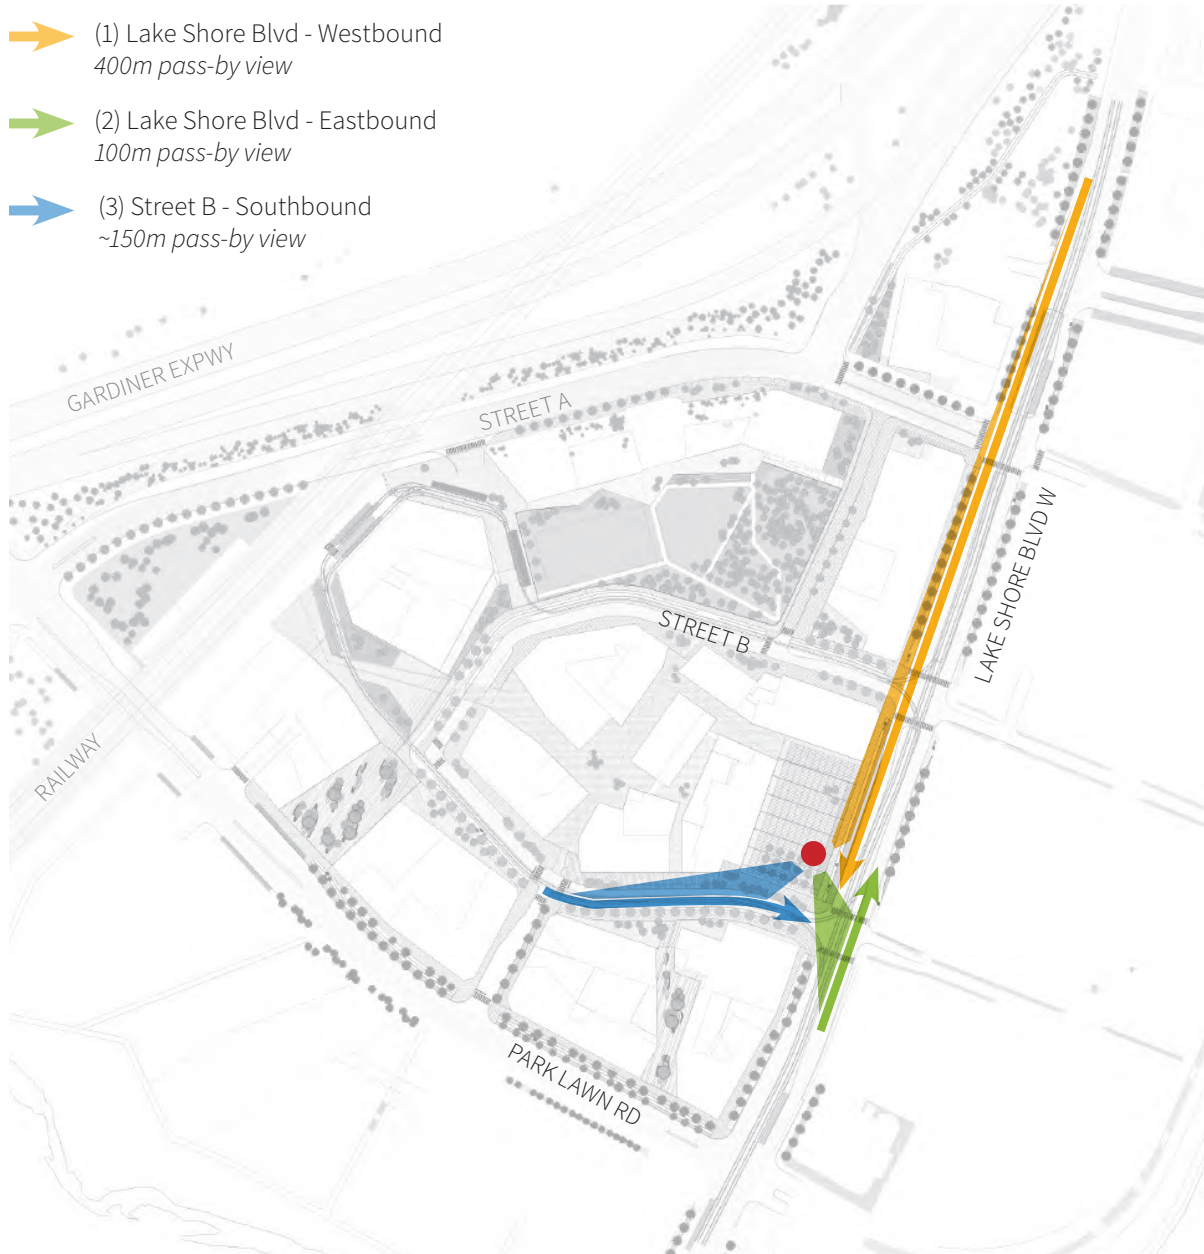 (1) Lake Shore Blvd - Westbound
400m pass-by view
(2) Lake Shore Blvd - Eastbound
100m pass-by view
(3) Street B - Southbound
~150m pass-by view
GARDINER EXPWY
STREET A
LAKE SHORE BLVD W
STREET B
RAILWAY
PARK LAWN RD